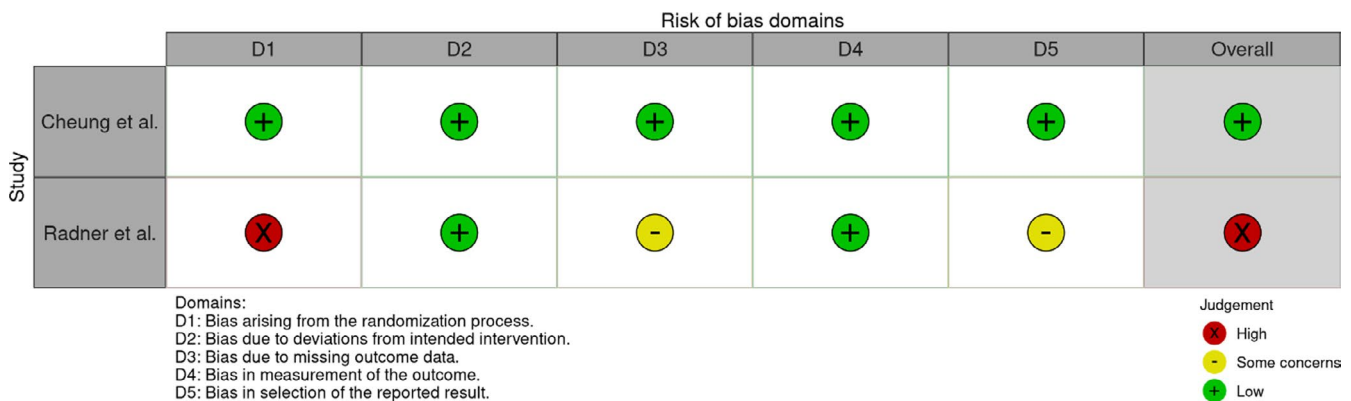 Risk of bias domains
D1 D2 D3 D4 D5 Overall
Study
Cheung et al. + + + + + +
Radner et al. X + - + - X
Domains:
D1: Bias arising from the randomization process.
D2: Bias due to deviations from intended intervention.
D3: Bias due to missing outcome data.
D4: Bias in measurement of the outcome.
D5: Bias in selection of the reported result.
Judgement
X High
- Some concerns
+ Low